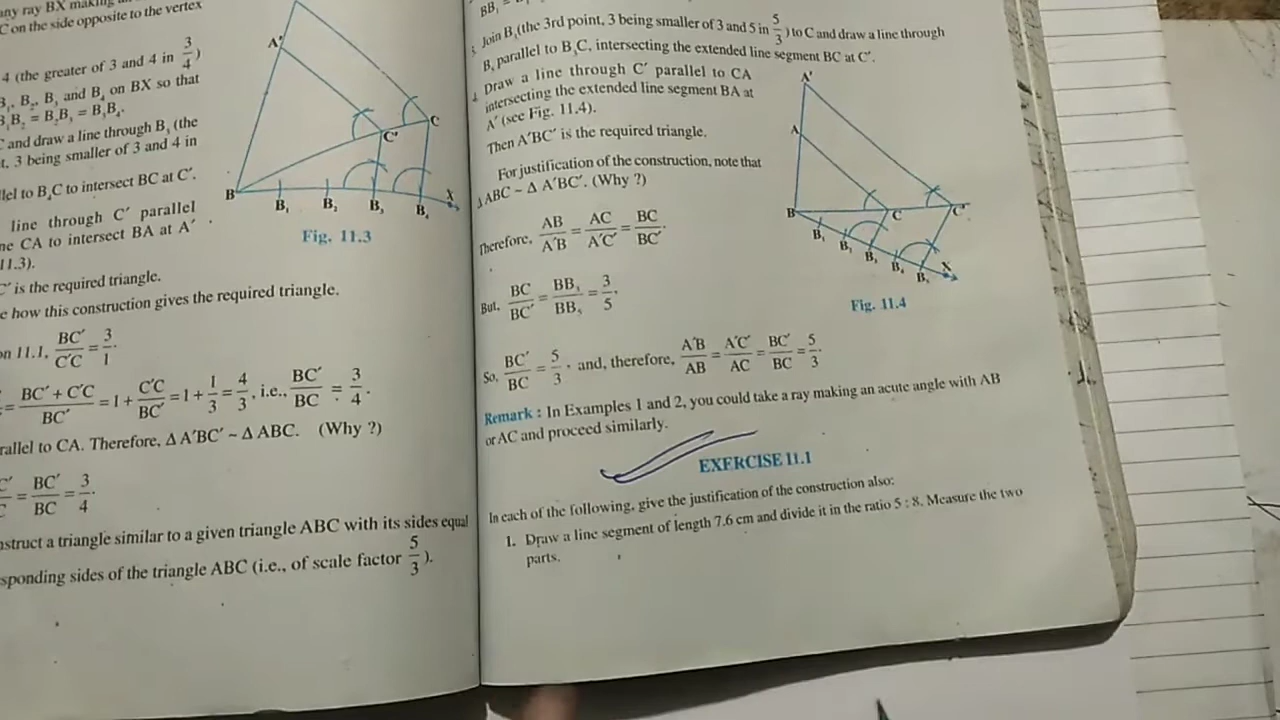 any ray BX making
C on the side opposite to the vertex
4 (the greater of 3 and 4 in 3/4)
B₁, B₂, B₃ and B₄ on BX so that
B₁B₂ = B₂B₃ = B₃B₄.
C and draw a line through B₃ (the
t, 3 being smaller of 3 and 4 in
llel to B₄C to intersect BC at C′.
line through C′ parallel
ne CA to intersect BA at A′
11.3).
C′ is the required triangle.
e how this construction gives the required triangle.
on 11.1, BC′/C′C = 3/1.
= BC′ + C′C/BC′ = 1 + C′C/BC′ = 1 + 1/3 = 4/3, i.e., BC′/BC = 3/4.
rallel to CA. Therefore, Δ A′BC′ ~ Δ ABC. (Why ?)
= BC′/BC = 3/4.
nstruct a triangle similar to a given triangle ABC with its sides equal
sponding sides of the triangle ABC (i.e., of scale factor 5/3).
A′
C′
C
B
B₁
B₂
B₃
B₄
X
Fig. 11.3
BB₁ =
Join B₃ (the 3rd point, 3 being smaller of 3 and 5 in 5/3) to C and draw a line through
B₅ parallel to B₃C, intersecting the extended line segment BC at C′.
Draw a line through C′ parallel to CA
intersecting the extended line segment BA at
A′ (see Fig. 11.4).
Then A′BC′ is the required triangle.
For justification of the construction, note that
ABC ~ Δ A′BC′. (Why ?)
Therefore, AB/A′B = AC/A′C′ = BC/BC′.
But, BC/BC′ = BB₃/BB₅ = 3/5,
So, BC′/BC = 5/3, and, therefore, A′B/AB = A′C′/AC = BC′/BC = 5/3.
A′
A
B
C
C′
B₁
B₂
B₃
B₄
B₅
X
Fig. 11.4
Remark : In Examples 1 and 2, you could take a ray making an acute angle with AB
or AC and proceed similarly.
EXERCISE 11.1
In each of the following, give the justification of the construction also:
1. Draw a line segment of length 7.6 cm and divide it in the ratio 5 : 8. Measure the two
parts.